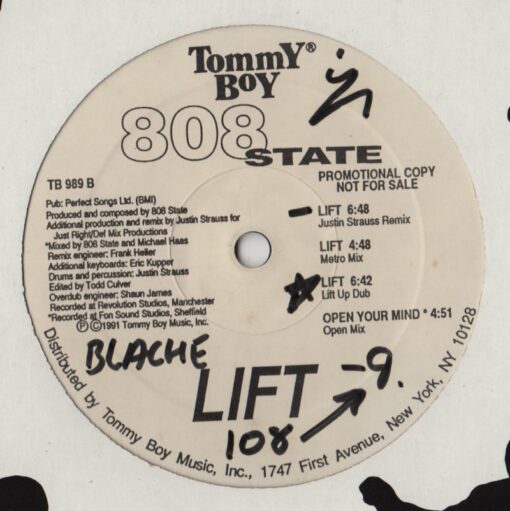 TommY®
BoY
808
STATE
TB 989 B
PROMOTIONAL COPY
NOT FOR SALE
Pub: Perfect Songs Ltd. (BMI)
Produced and composed by 808 State
Additional production and remix by Justin Strauss for
Just Right/Def Mix Productions
*Mixed by 808 State and Michael Haas
Remix engineer: Frank Heller
Additional keyboards: Eric Kupper
Drums and percussion: Justin Strauss
Edited by Todd Culver
Overdub engineer: Shaun James
Recorded at Revolution Studios, Manchester
*Recorded at Fon Sound Studios, Sheffield
Ⓟ©1991 Tommy Boy Music, Inc.
LIFT 6:48
Justin Strauss Remix
LIFT 4:48
Metro Mix
LIFT 6:42
Lift Up Dub
OPEN YOUR MIND * 4:51
Open Mix
BLACHE
LIFT
-9.
108
Distributed by Tommy Boy Music, Inc., 1747 First Avenue, New York, NY 10128